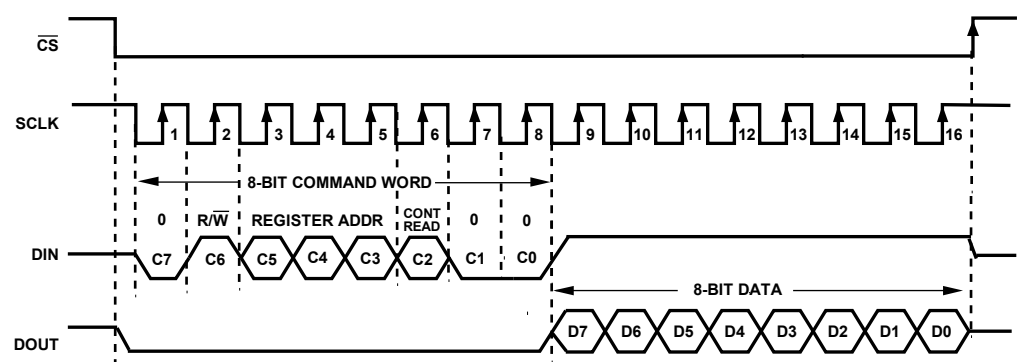 CS
SCLK
1 2 3 4 5 6 7 8 9 10 11 12 13 14 15 16
8-BIT COMMAND WORD
0 R/W REGISTER ADDR CONT READ 0 0
DIN
C7 C6 C5 C4 C3 C2 C1 C0
8-BIT DATA
DOUT
D7 D6 D5 D4 D3 D2 D1 D0